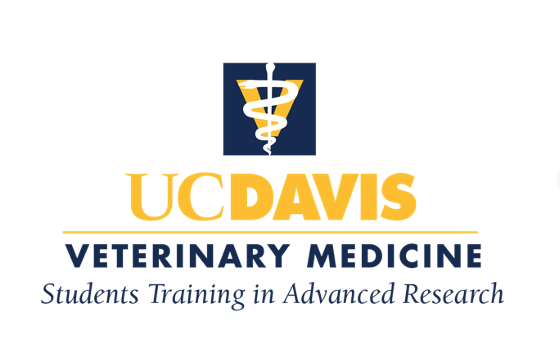 UCDAVIS
VETERINARY MEDICINE
Students Training in Advanced Research